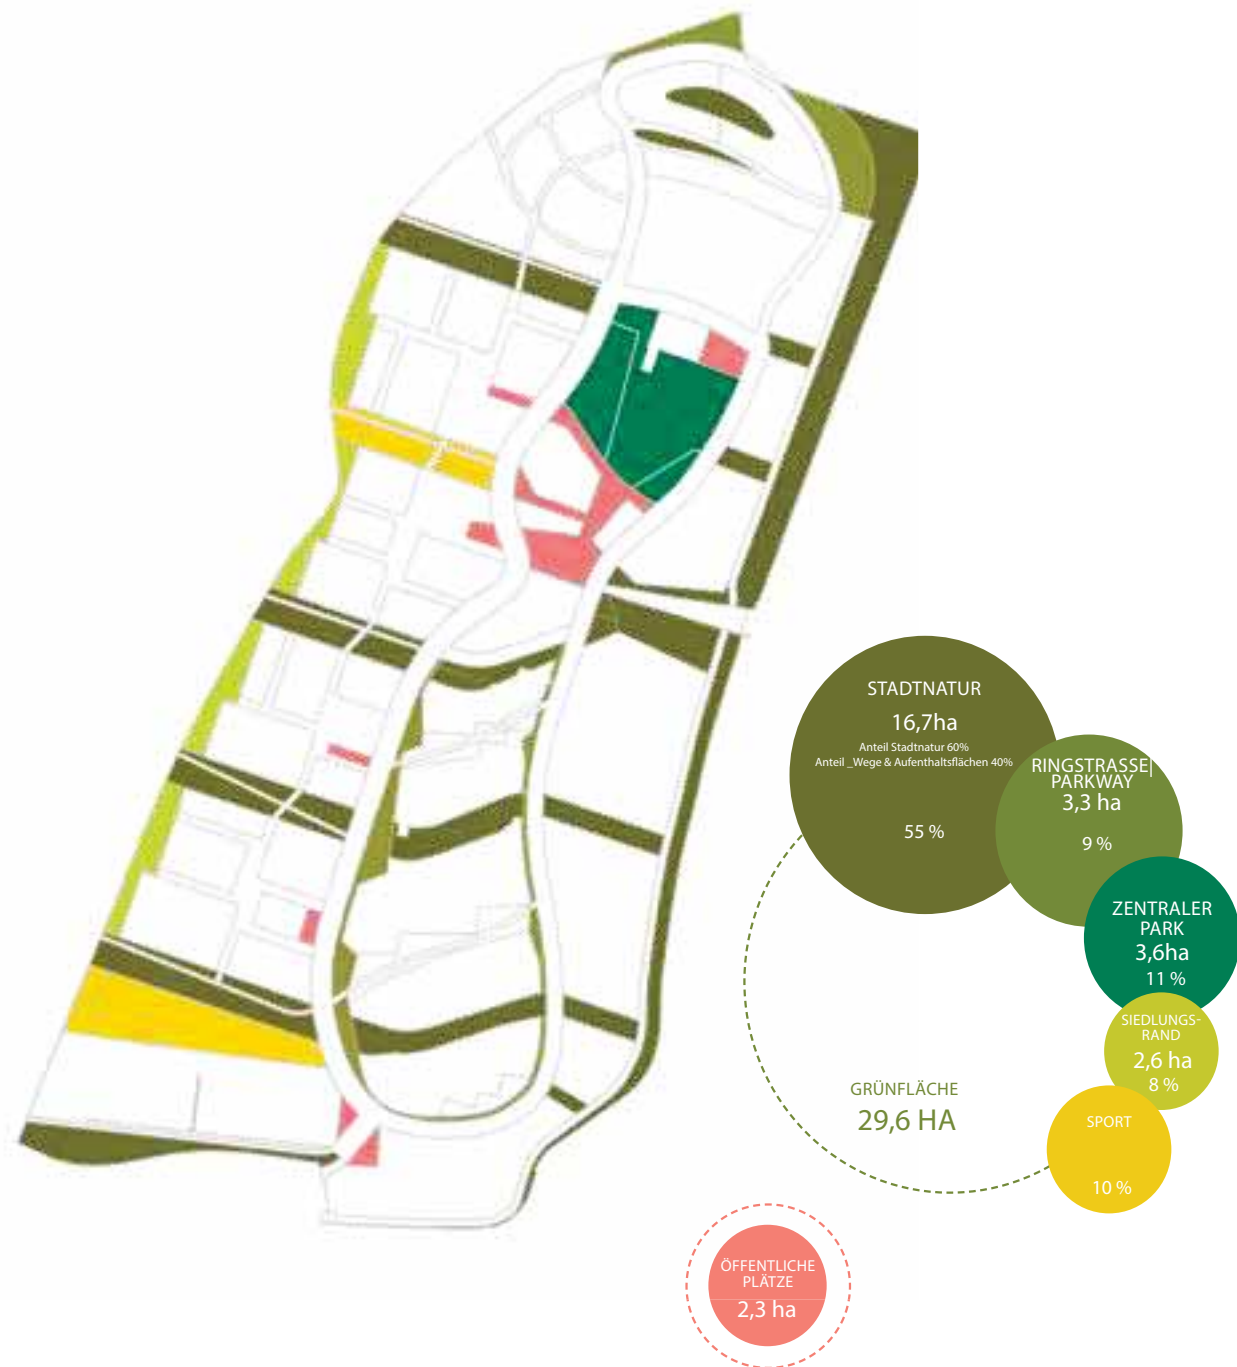 STADTNATUR
16,7ha
Anteil Stadtnatur 60%
Anteil _Wege & Aufenthaltsflächen 40%
55 %
RINGSTRASSE|
PARKWAY
3,3 ha
9 %
ZENTRALER
PARK
3,6ha
11 %
SIEDLUNGS-
RAND
2,6 ha
8 %
SPORT
10 %
GRÜNFLÄCHE
29,6 HA
ÖFFENTLICHE
PLÄTZE
2,3 ha